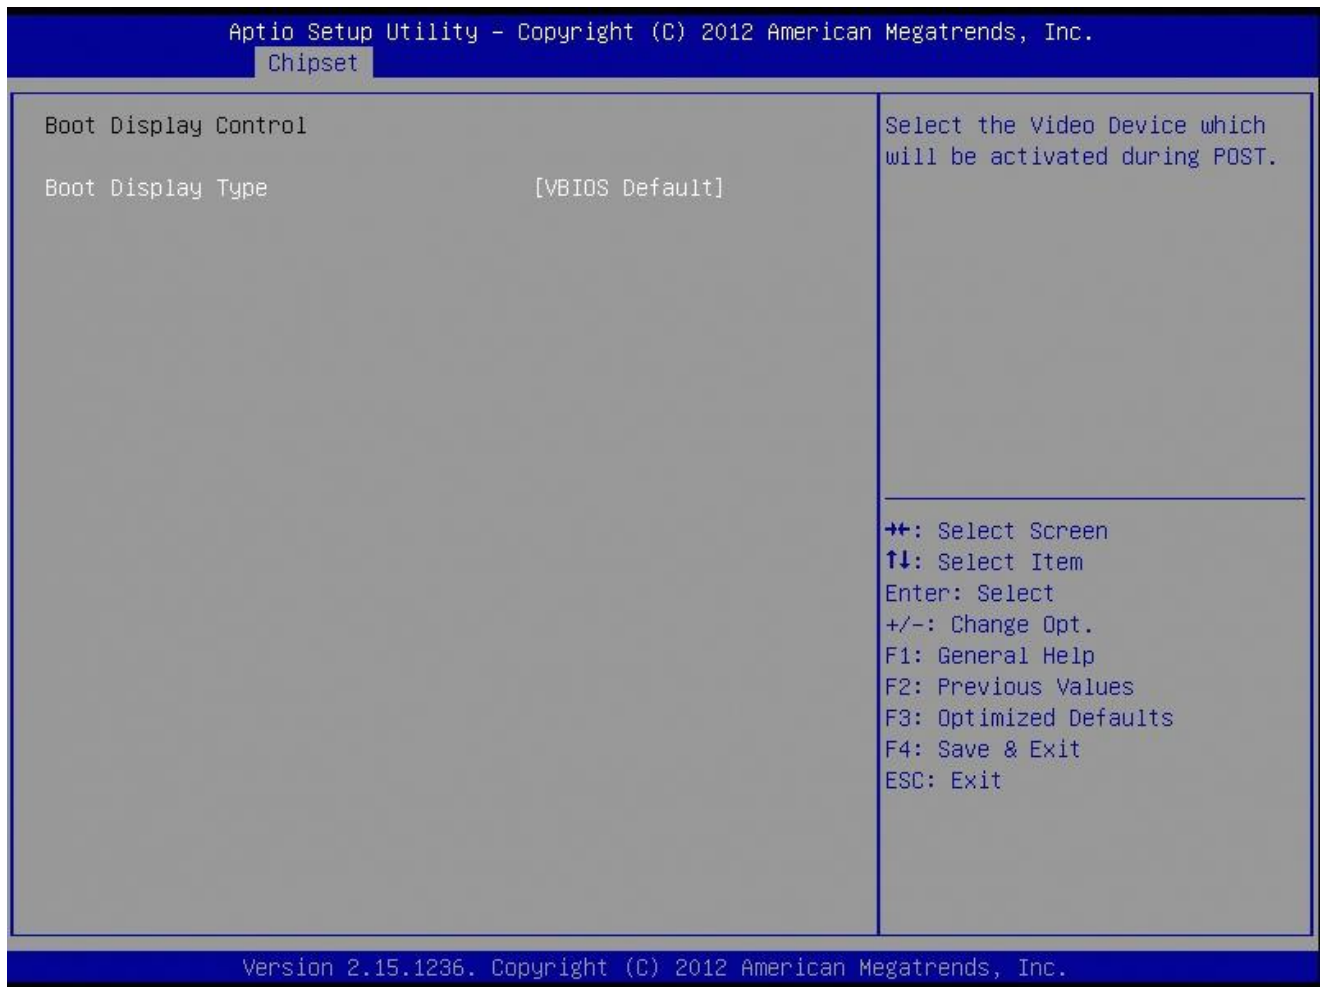 Aptio Setup Utility – Copyright (C) 2012 American Megatrends, Inc.
Chipset
Boot Display Control
Boot Display Type [VBIOS Default]
Select the Video Device which
will be activated during POST.
→←: Select Screen
↑↓: Select Item
Enter: Select
+/-: Change Opt.
F1: General Help
F2: Previous Values
F3: Optimized Defaults
F4: Save & Exit
ESC: Exit
Version 2.15.1236. Copyright (C) 2012 American Megatrends, Inc.